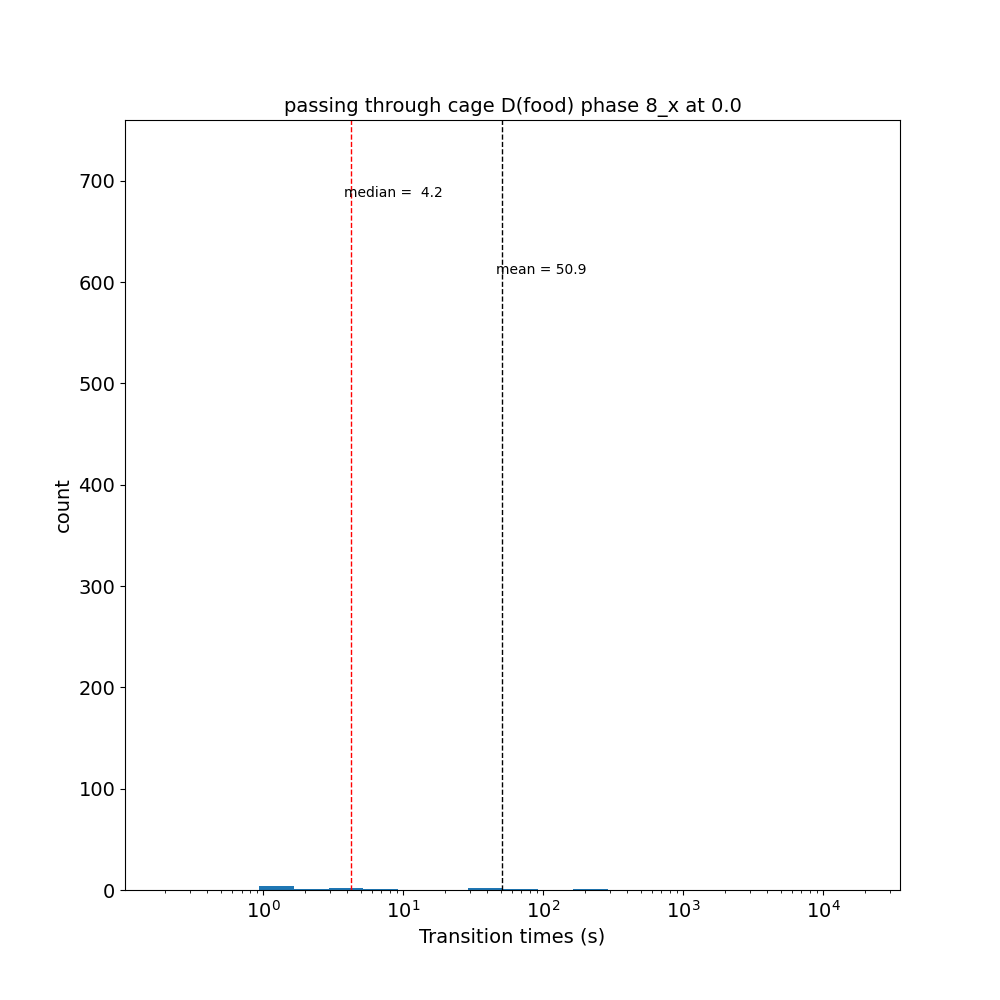 passing through cage D(food) phase 8_x at 0.0
700
median =  4.2
mean = 50.9
600
500
400
count
300
200
100
0
10^0 10^1 10^2 10^3 10^4
Transition times (s)